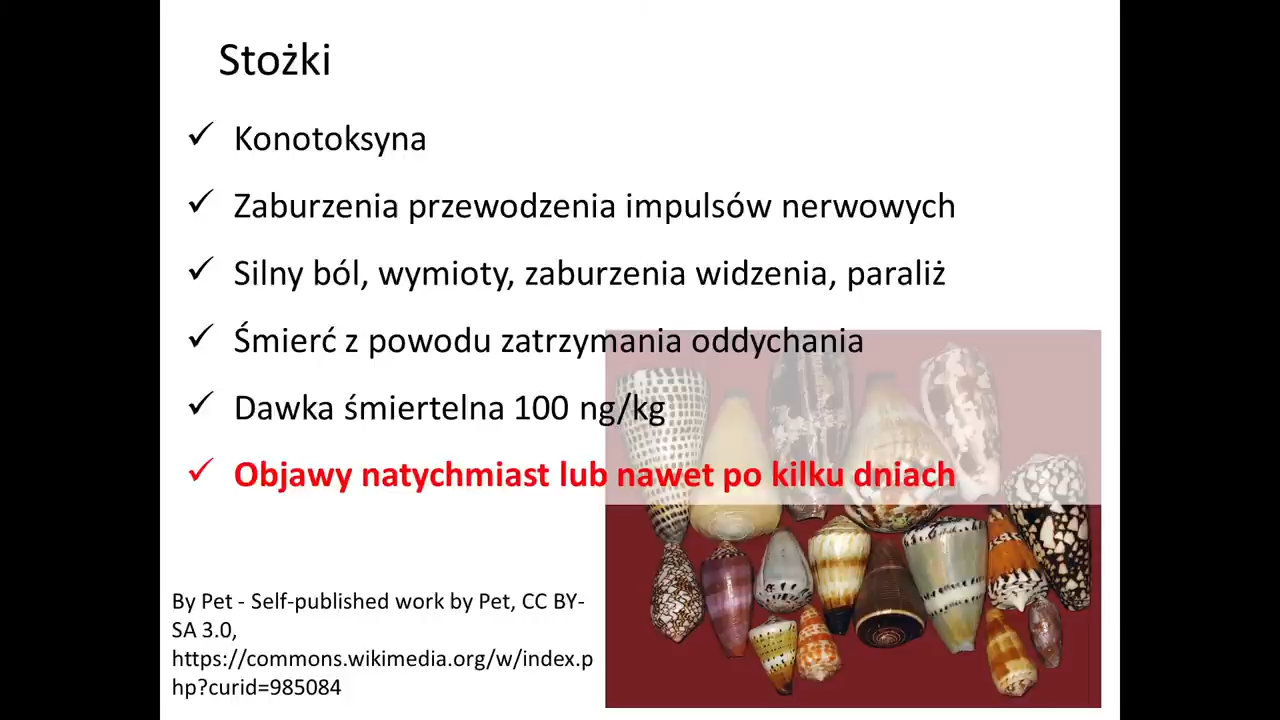 Stożki
✓ Konotoksyna
✓ Zaburzenia przewodzenia impulsów nerwowych
✓ Silny ból, wymioty, zaburzenia widzenia, paraliż
✓ Śmierć z powodu zatrzymania oddychania
✓ Dawka śmiertelna 100 ng/kg
✓ Objawy natychmiast lub nawet po kilku dniach
By Pet - Self-published work by Pet, CC BY-
SA 3.0,
https://commons.wikimedia.org/w/index.p
hp?curid=985084